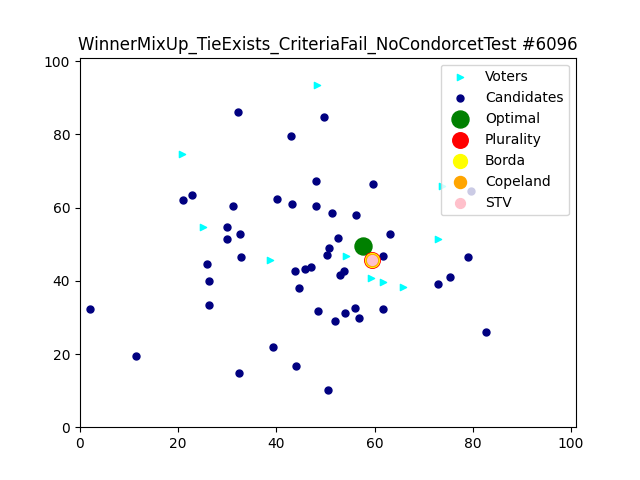 WinnerMixUp_TieExists_CriteriaFail_NoCondorcetTest #6096
100
80
60
40
20
0
0
20
40
60
80
100
Voters
Candidates
Optimal
Plurality
Borda
Copeland
STV